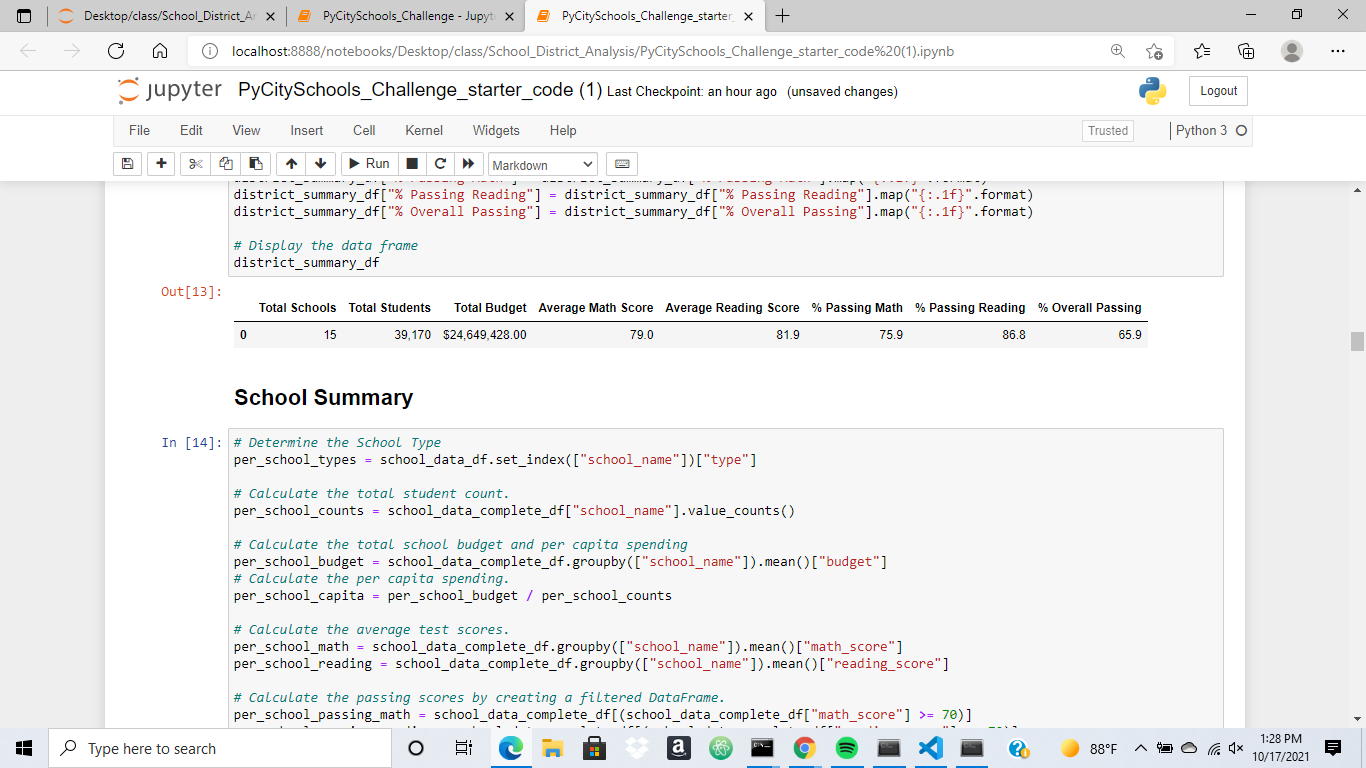 Desktop/class/School_District_Ar
PyCitySchools_Challenge - Jupyt
PyCitySchools_Challenge_starter_
localhost:8888/notebooks/Desktop/class/School_District_Analysis/PyCitySchools_Challenge_starter_code%20(1).ipynb
jupyter PyCitySchools_Challenge_starter_code (1) Last Checkpoint: an hour ago (unsaved changes)
Logout
File Edit View Insert Cell Kernel Widgets Help
Trusted
Python 3
Run
Markdown
district_summary_df["% Passing Reading"] = district_summary_df["% Passing Reading"].map("{:.1f}".format)
district_summary_df["% Overall Passing"] = district_summary_df["% Overall Passing"].map("{:.1f}".format)
# Display the data frame
district_summary_df
Out[13]:
Total Schools Total Students Total Budget Average Math Score Average Reading Score % Passing Math % Passing Reading % Overall Passing
0 15 39,170 $24,649,428.00 79.0 81.9 75.9 86.8 65.9
School Summary
In [14]:
# Determine the School Type
per_school_types = school_data_df.set_index(["school_name"])["type"]
# Calculate the total student count.
per_school_counts = school_data_complete_df["school_name"].value_counts()
# Calculate the total school budget and per capita spending
per_school_budget = school_data_complete_df.groupby(["school_name"]).mean()["budget"]
# Calculate the per capita spending.
per_school_capita = per_school_budget / per_school_counts
# Calculate the average test scores.
per_school_math = school_data_complete_df.groupby(["school_name"]).mean()["math_score"]
per_school_reading = school_data_complete_df.groupby(["school_name"]).mean()["reading_score"]
# Calculate the passing scores by creating a filtered DataFrame.
per_school_passing_math = school_data_complete_df[(school_data_complete_df["math_score"] >= 70)]
Type here to search
88°F
1:28 PM
10/17/2021